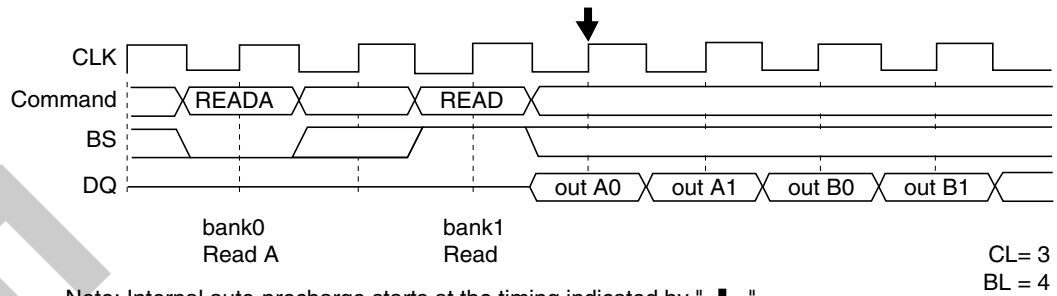 CLK
Command READA READ
BS
DQ out A0 out A1 out B0 out B1
bank0 bank1
Read A Read
CL= 3
BL = 4
Note: Internal auto-precharge starts at the timing indicated by " ".